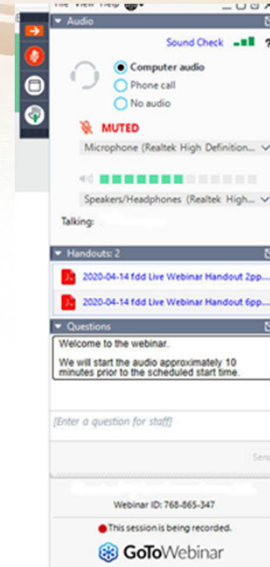 File View Help
Audio
Sound Check ?
Computer audio
Phone call
No audio
MUTED
Microphone (Realtek High Definition...
Speakers/Headphones (Realtek High...
Talking:
Handouts: 2
2020-04-14 fdd Live Webinar Handout 2pp...
2020-04-14 fdd Live Webinar Handout 6pp...
Questions
Welcome to the webinar.
We will start the audio approximately 10
minutes prior to the scheduled start time.
[Enter a question for staff]
Send
Webinar ID: 768-865-347
This session is being recorded.
GoToWebinar